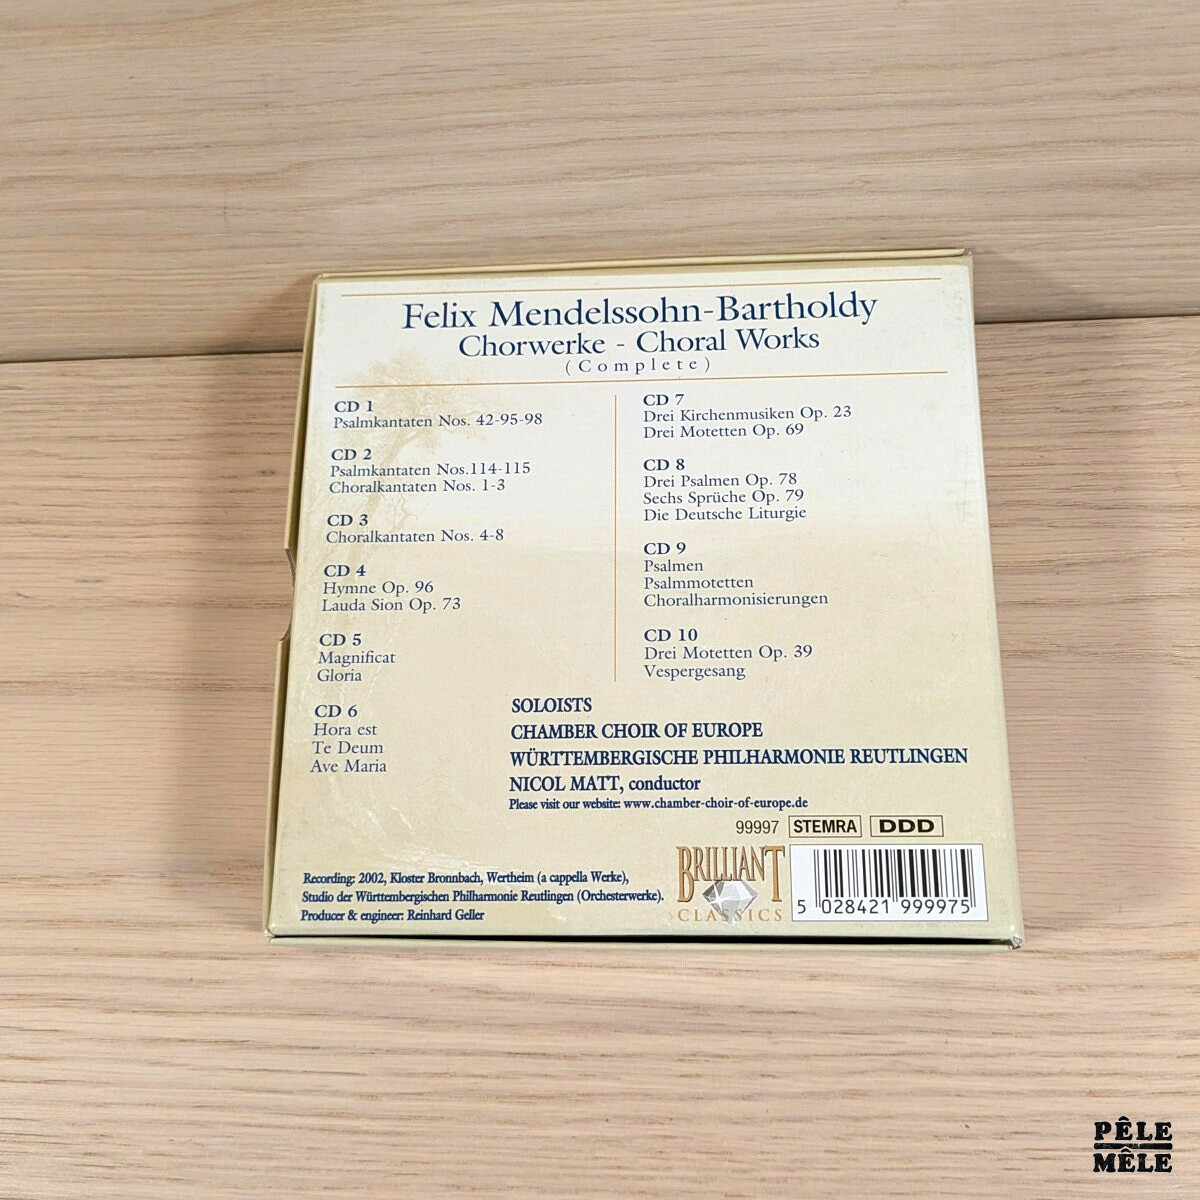 Felix Mendelssohn-Bartholdy
Chorwerke - Choral Works
(Complete)
CD 1
Psalmkantaten Nos. 42-95-98
CD 2
Psalmkantaten Nos.114-115
Choralkantaten Nos. 1-3
CD 3
Choralkantaten Nos. 4-8
CD 4
Hymne Op. 96
Lauda Sion Op. 73
CD 5
Magnificat
Gloria
CD 6
Hora est
Te Deum
Ave Maria
CD 7
Drei Kirchenmusiken Op. 23
Drei Motetten Op. 69
CD 8
Drei Psalmen Op. 78
Sechs Sprüche Op. 79
Die Deutsche Liturgie
CD 9
Psalmen
Psalmmotetten
Choralharmonisierungen
CD 10
Drei Motetten Op. 39
Vespergesang
SOLOISTS
CHAMBER CHOIR OF EUROPE
WÜRTTEMBERGISCHE PHILHARMONIE REUTLINGEN
NICOL MATT, conductor
Please visit our website: www.chamber-choir-of-europe.de
99997 STEMRA DDD
Recording: 2002, Kloster Bronnbach, Wertheim (a cappella Werke),
Studio der Württembergischen Philharmonie Reutlingen (Orchesterwerke).
Producer & engineer: Reinhard Geller
BRILLIANT
CLASSICS
5 028421 999975
PÊLE
MÊLE